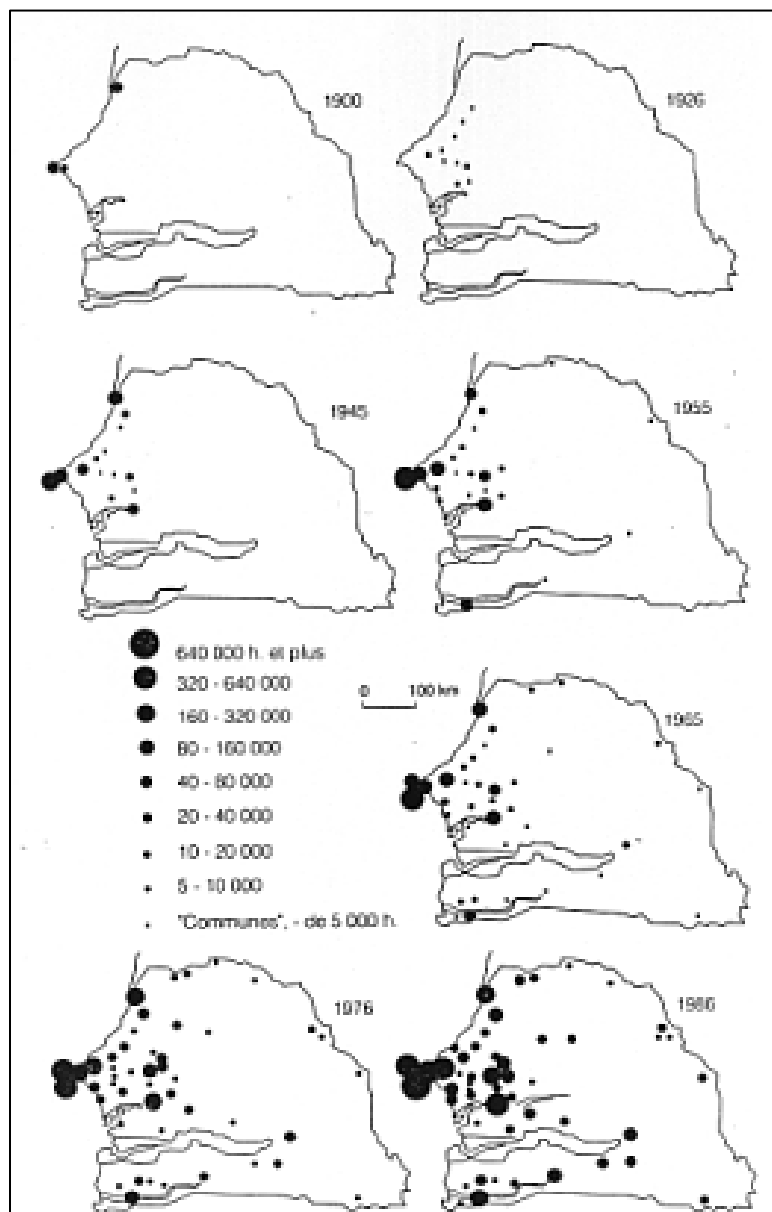 1900
1926
1945
1955
640 000 h. et plus
320 - 640 000
160 - 320 000
80 - 160 000
40 - 80 000
20 - 40 000
10 - 20 000
5 - 10 000
"Communes", - de 5 000 h.
0 100 km
1965
1976
1986